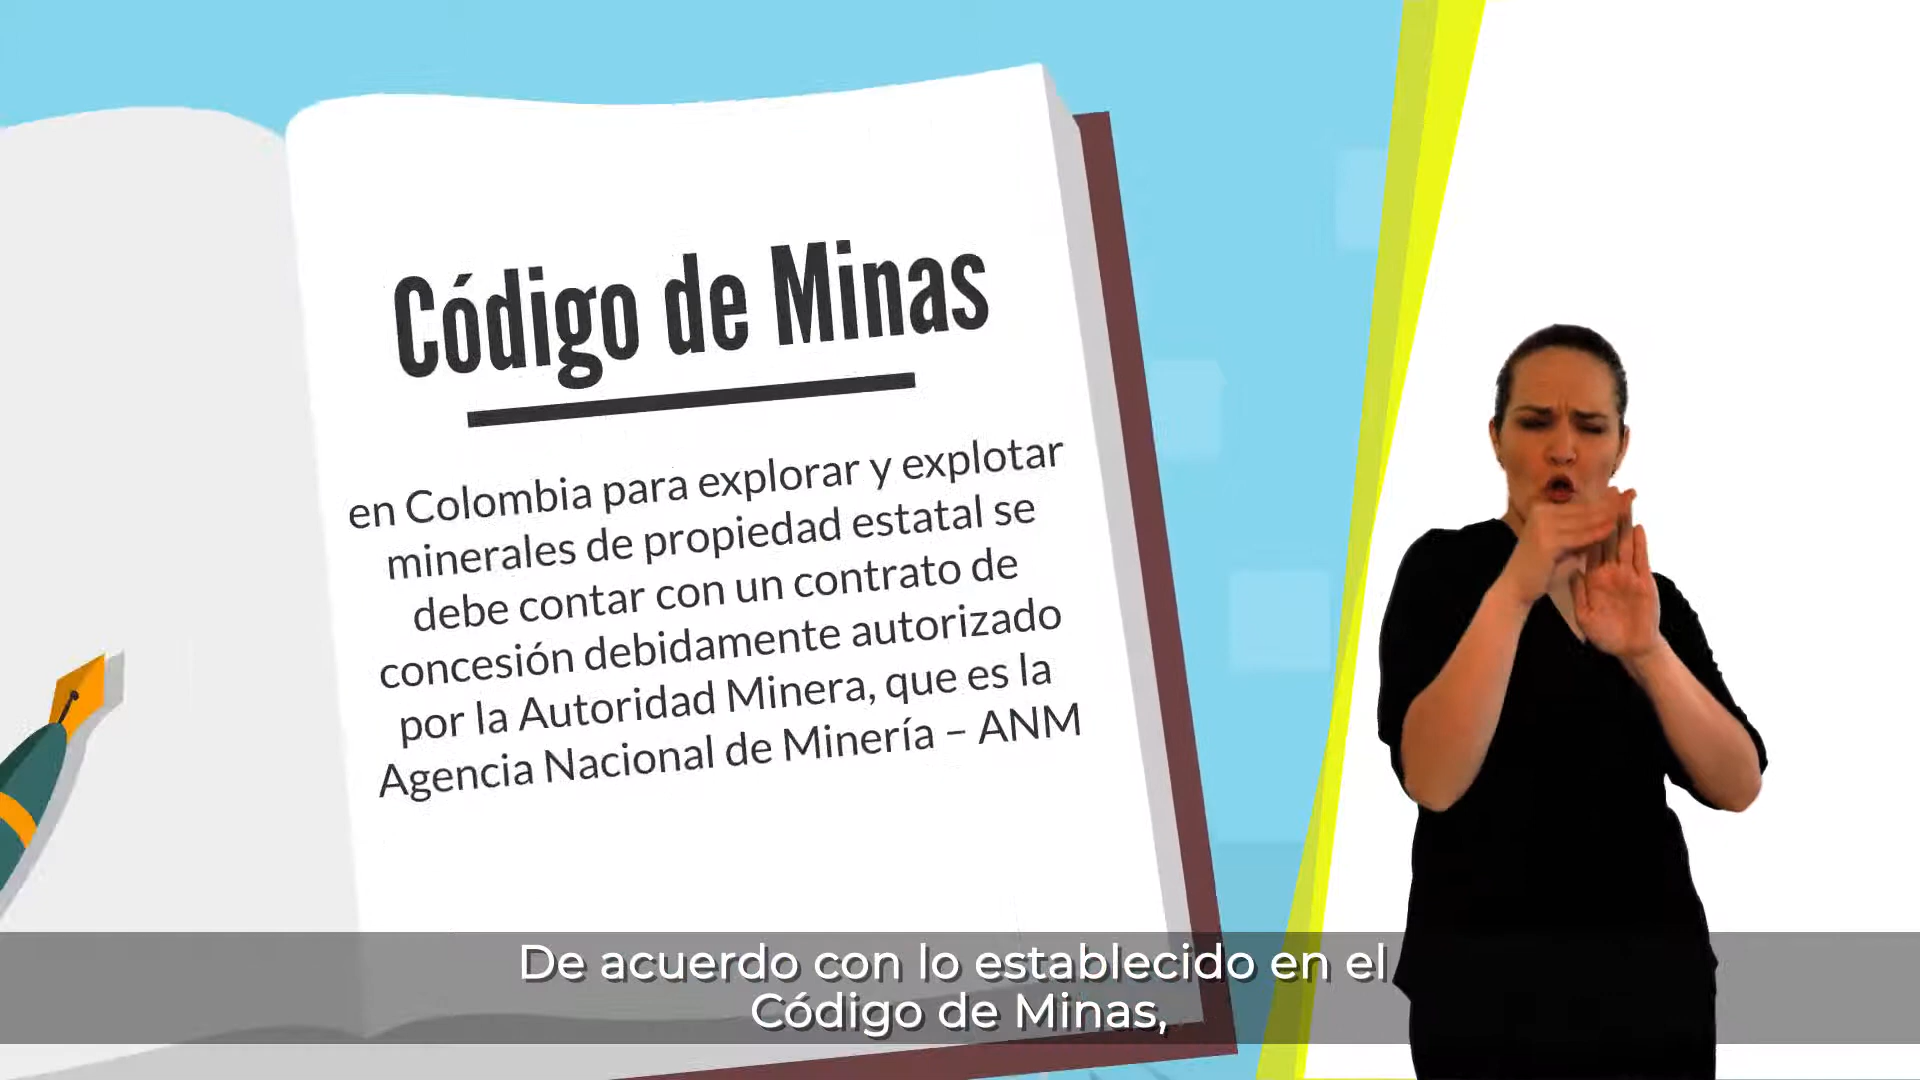 Código de Minas
en Colombia para explorar y explotar
minerales de propiedad estatal se
debe contar con un contrato de
concesión debidamente autorizado
por la Autoridad Minera, que es la
Agencia Nacional de Minería – ANM
De acuerdo con lo establecido en el
Código de Minas,